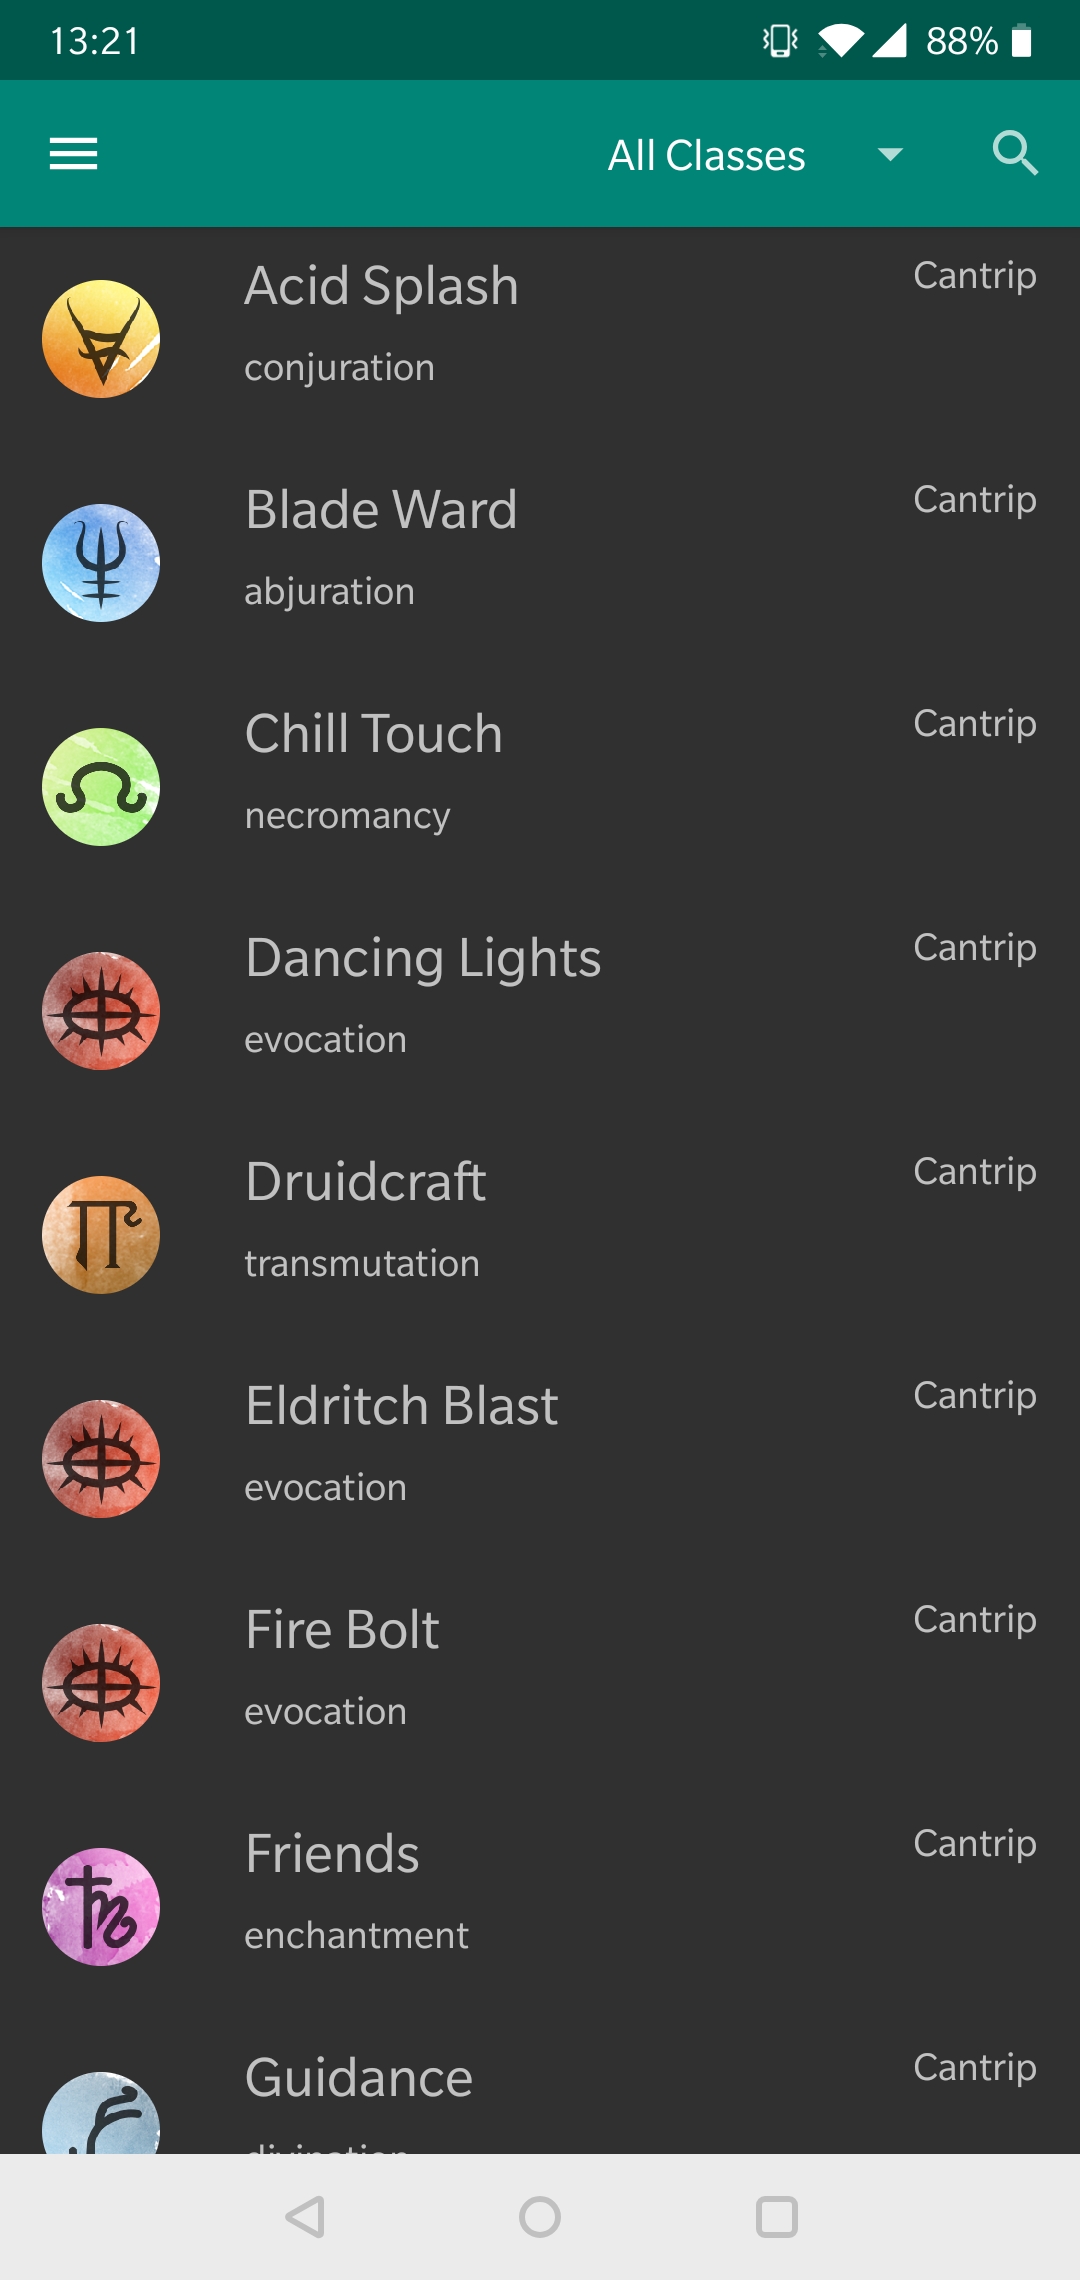 13:21 88%
All Classes
Acid Splash Cantrip
conjuration
Blade Ward Cantrip
abjuration
Chill Touch Cantrip
necromancy
Dancing Lights Cantrip
evocation
Druidcraft Cantrip
transmutation
Eldritch Blast Cantrip
evocation
Fire Bolt Cantrip
evocation
Friends Cantrip
enchantment
Guidance Cantrip
divination